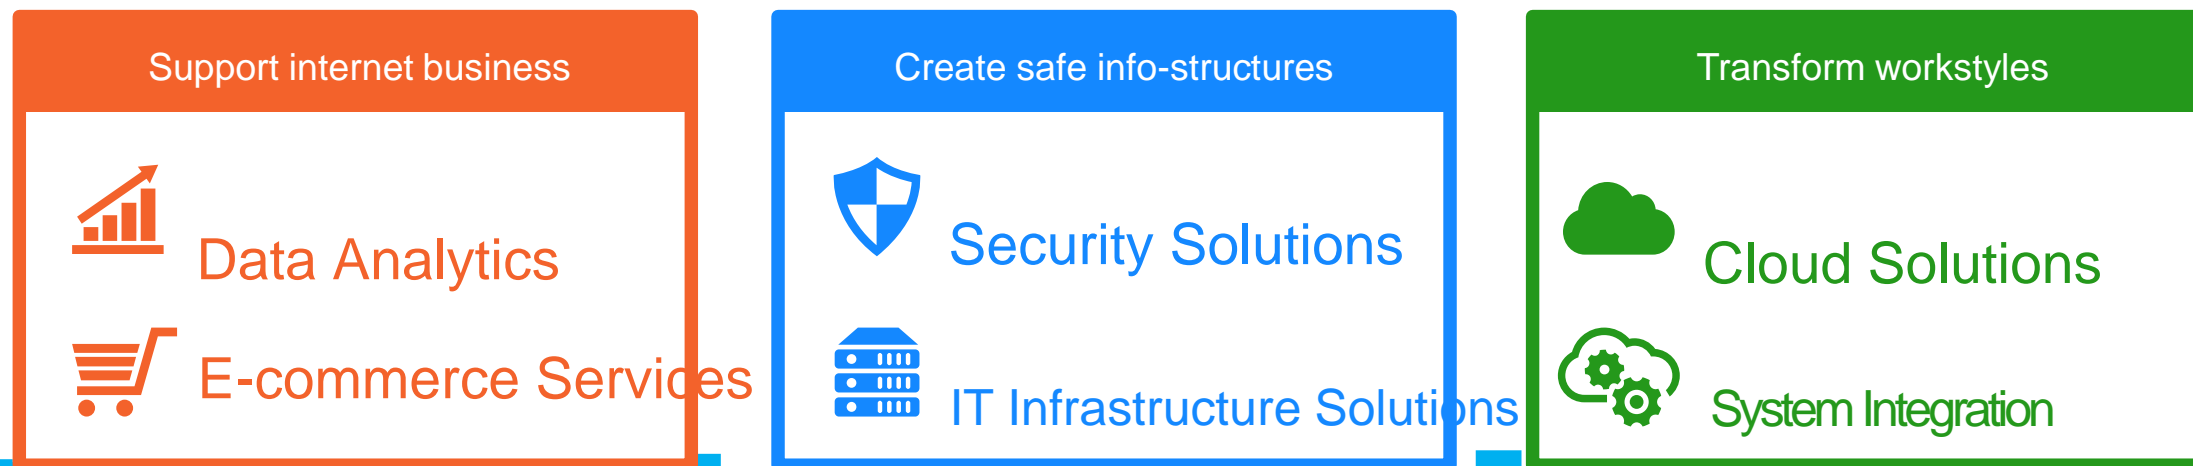 Support internet business
Data Analytics
E-commerce Services
Create safe info-structures
Security Solutions
IT Infrastructure Solutions
Transform workstyles
Cloud Solutions
System Integration